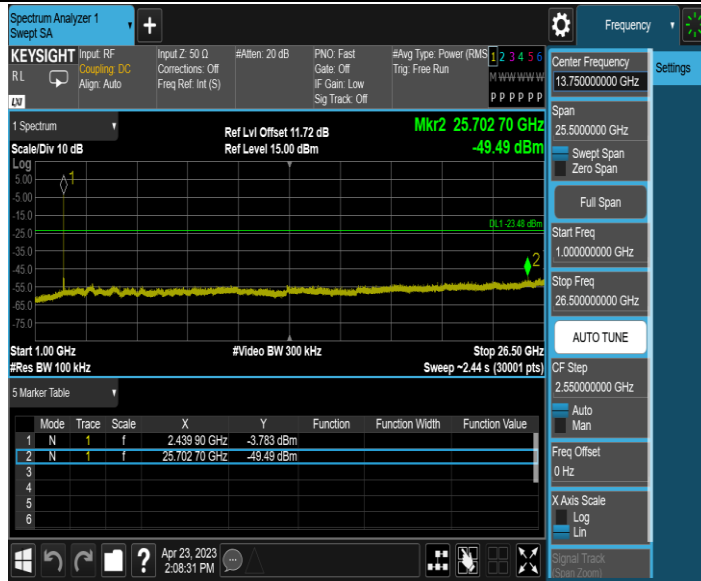 Spectrum Analyzer 1
Swept SA
+
Frequency
KEYSIGHT
RL
LXI
Input: RF
Coupling: DC
Align: Auto
Input Z: 50 Ω
Corrections: Off
Freq Ref: Int (S)
#Atten: 20 dB
PNO: Fast
Gate: Off
IF Gain: Low
Sig Track: Off
#Avg Type: Power (RMS
Trig: Free Run
1 2 3 4 5 6
M W W W W W
P P P P P P
1 Spectrum
Scale/Div 10 dB
Ref Lvl Offset 11.72 dB
Ref Level 15.00 dBm
Mkr2 25.702 70 GHz
-49.49 dBm
Log
5.00
-5.00
-15.0
-25.0
-35.0
-45.0
-55.0
-65.0
-75.0
1
DL1 -23.48 dBm
2
Start 1.00 GHz
#Res BW 100 kHz
#Video BW 300 kHz
Stop 26.50 GHz
Sweep ~2.44 s (30001 pts)
5 Marker Table
Mode Trace Scale X Y Function Function Width Function Value
1 N 1 f 2.439 90 GHz -3.783 dBm
2 N 1 f 25.702 70 GHz -49.49 dBm
3
4
5
6
?
Apr 23, 2023
2:08:31 PM
Center Frequency
13.750000000 GHz
Settings
Span
25.5000000 GHz
Swept Span
Zero Span
Full Span
Start Freq
1.000000000 GHz
Stop Freq
26.500000000 GHz
AUTO TUNE
CF Step
2.550000000 GHz
Auto
Man
Freq Offset
0 Hz
X Axis Scale
Log
Lin
Signal Track
(Span Zoom)